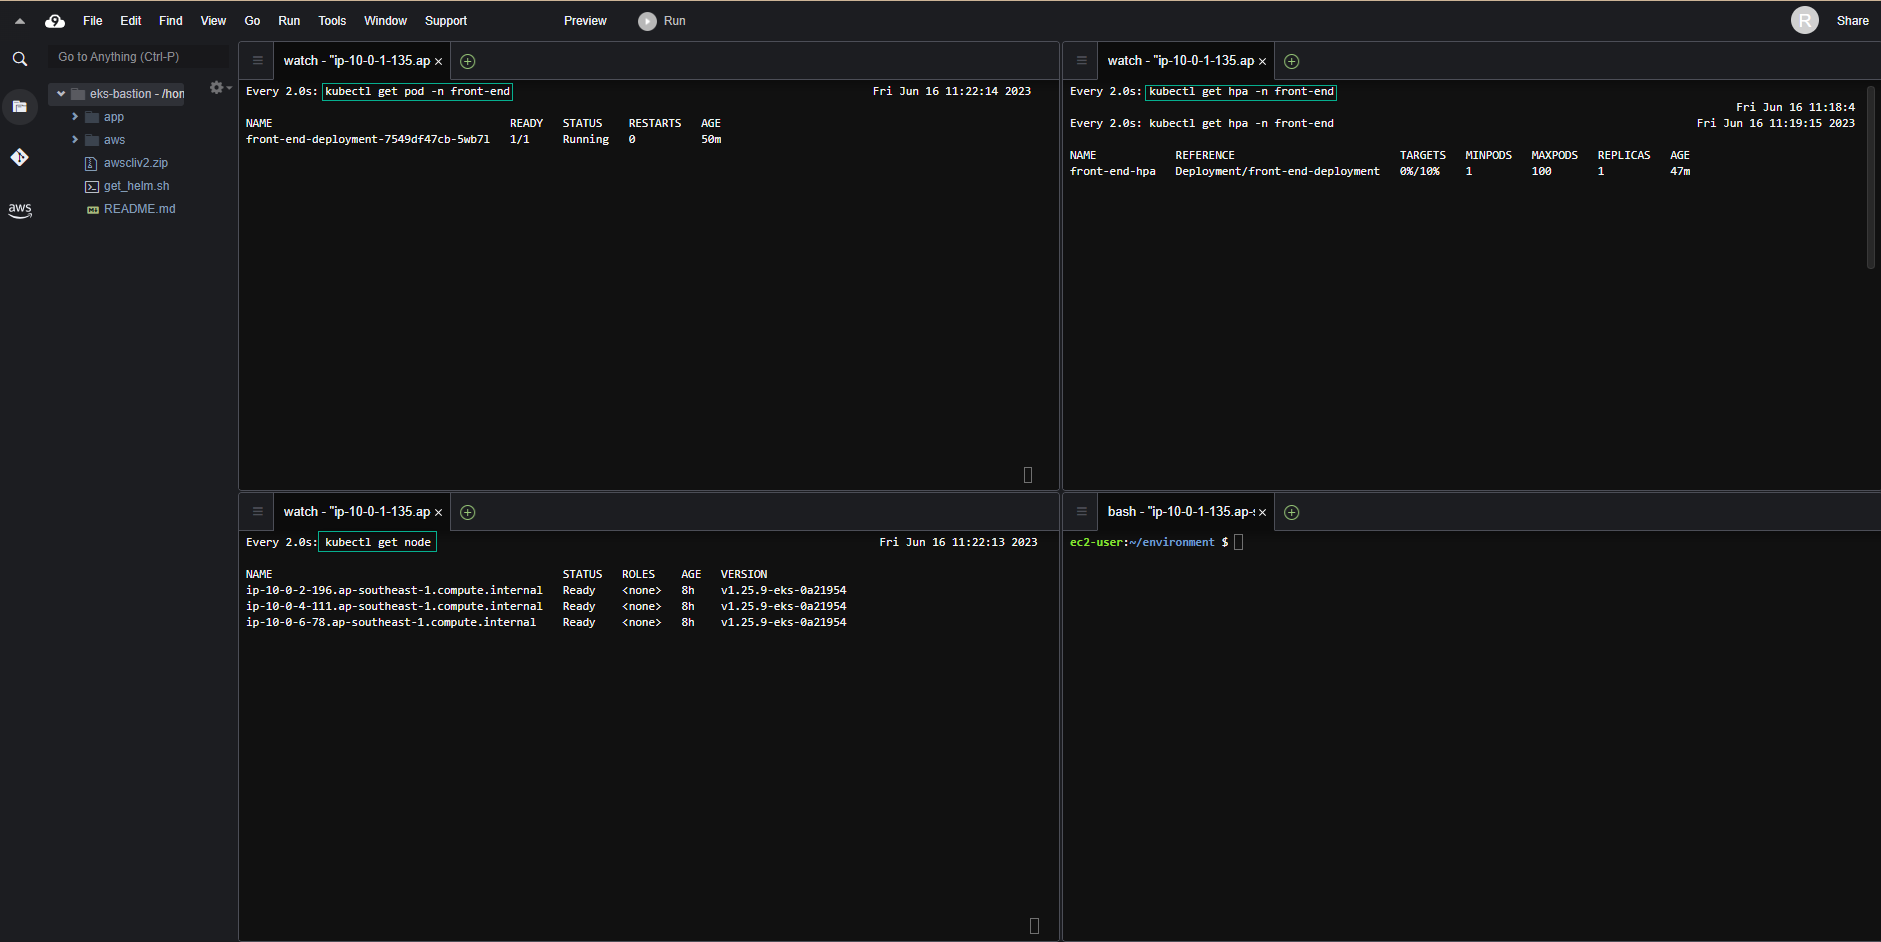 9 File Edit Find View Go Run Tools Window Support Preview Run R Share
Go to Anything (Ctrl-P)
eks-bastion - /hon
app
aws
awscliv2.zip
get_helm.sh
README.md
aws
watch - "ip-10-0-1-135.ap
Every 2.0s: kubectl get pod -n front-end Fri Jun 16 11:22:14 2023
NAME READY STATUS RESTARTS AGE
front-end-deployment-7549df47cb-5wb7l 1/1 Running 0 50m
watch - "ip-10-0-1-135.ap
Every 2.0s: kubectl get hpa -n front-end
Fri Jun 16 11:18:4
Every 2.0s: kubectl get hpa -n front-end Fri Jun 16 11:19:15 2023
NAME REFERENCE TARGETS MINPODS MAXPODS REPLICAS AGE
front-end-hpa Deployment/front-end-deployment 0%/10% 1 100 1 47m
watch - "ip-10-0-1-135.ap
Every 2.0s: kubectl get node Fri Jun 16 11:22:13 2023
NAME STATUS ROLES AGE VERSION
ip-10-0-2-196.ap-southeast-1.compute.internal Ready <none> 8h v1.25.9-eks-0a21954
ip-10-0-4-111.ap-southeast-1.compute.internal Ready <none> 8h v1.25.9-eks-0a21954
ip-10-0-6-78.ap-southeast-1.compute.internal Ready <none> 8h v1.25.9-eks-0a21954
bash - "ip-10-0-1-135.ap-s
ec2-user:~/environment $